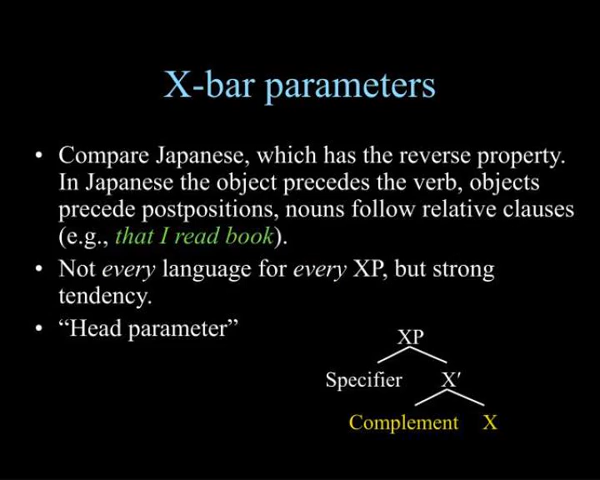 X-bar parameters
• Compare Japanese, which has the reverse property.
In Japanese the object precedes the verb, objects
precede postpositions, nouns follow relative clauses
(e.g., that I read book).
• Not every language for every XP, but strong
tendency.
• “Head parameter”
XP
Specifier X′
Complement X